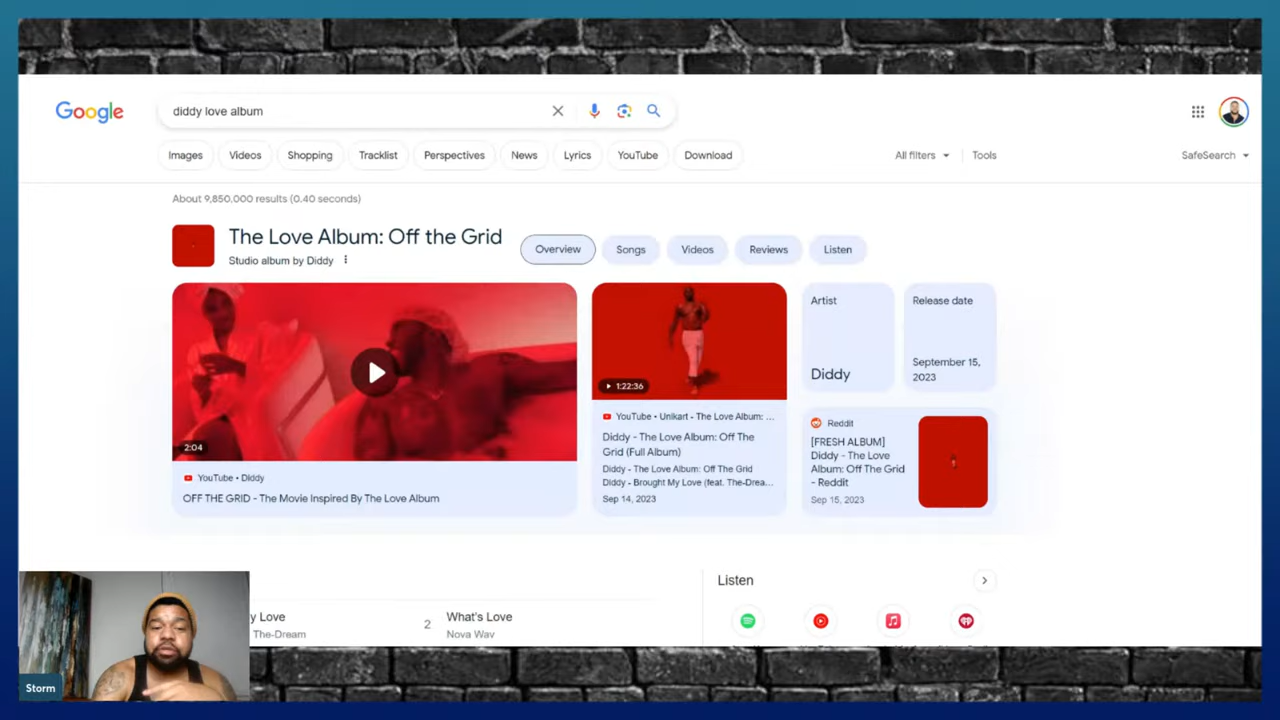 Google
diddy love album
Images Videos Shopping Tracklist Perspectives News Lyrics YouTube Download All filters Tools SafeSearch
About 9,850,000 results (0.40 seconds)
The Love Album: Off the Grid
Studio album by Diddy
Overview Songs Videos Reviews Listen
2:04
YouTube • Diddy
OFF THE GRID - The Movie Inspired By The Love Album
1:22:36
YouTube • Unikart - The Love Album: ...
Diddy - The Love Album: Off The
Grid (Full Album)
Diddy - The Love Album: Off The Grid
Diddy - Brought My Love (feat. The-Drea...
Sep 14, 2023
Artist
Diddy
Release date
September 15,
2023
Reddit
[FRESH ALBUM]
Diddy - The Love
Album: Off The Grid
- Reddit
Sep 15, 2023
y Love
The-Dream
2 What's Love
Nova Wav
Listen
Storm